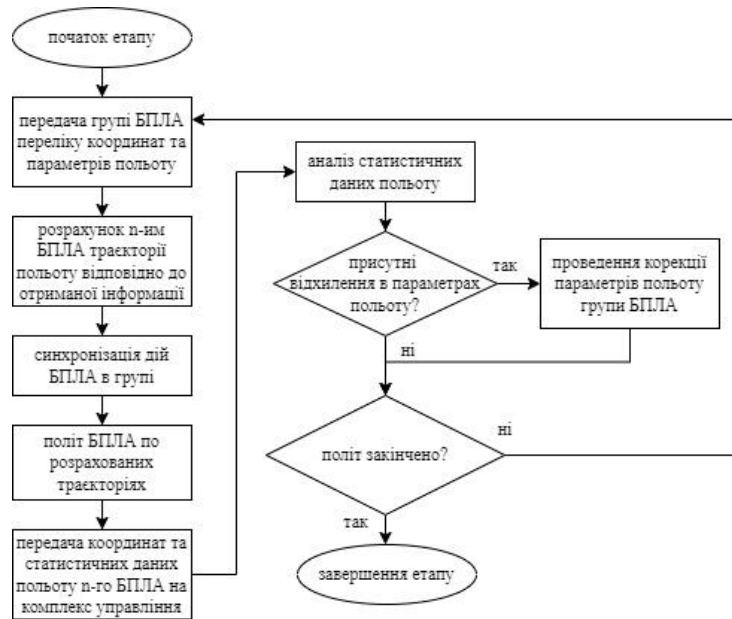 початок етапу
передача групі БПЛА
переліку координат та
параметрів польоту
розрахунок n-им
БПЛА траєкторії
польоту відповідно до
отриманої інформації
синхронізація дій
БПЛА в групі
політ БПЛА по
розрахованих
траєкторіях
передача координат та
статистичних даних
польоту n-го БПЛА на
комплекс управління
аналіз статистичних
даних польоту
присутні
відхилення в параметрах
польоту?
так
проведення корекції
параметрів польоту
групи БПЛА
ні
політ закінчено?
ні
так
завершення етапу